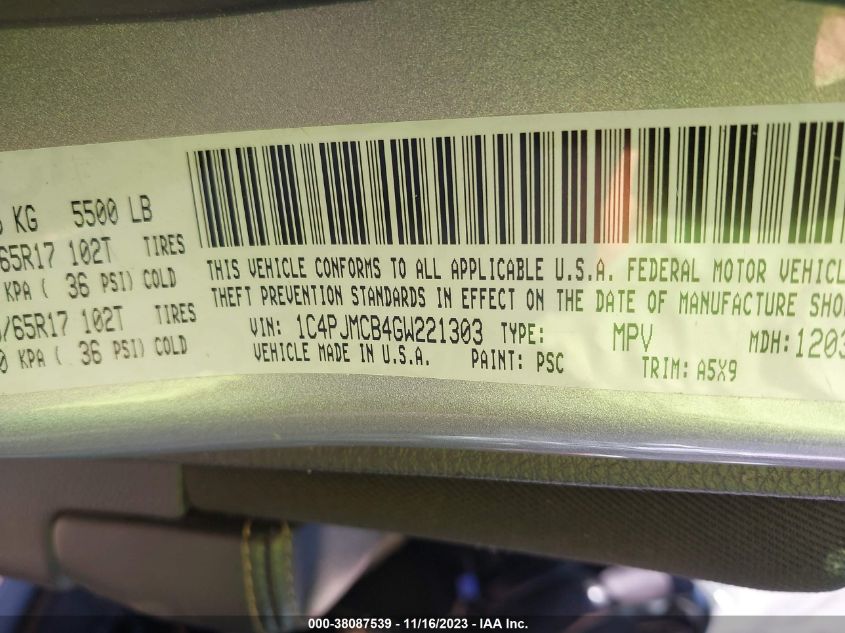 KG 5500 LB
/65R17 102T TIRES
KPA ( 36 PSI) COLD
/65R17 102T TIRES
0 KPA ( 36 PSI) COLD
THIS VEHICLE CONFORMS TO ALL APPLICABLE U.S.A. FEDERAL MOTOR VEHICL
THEFT PREVENTION STANDARDS IN EFFECT ON THE DATE OF MANUFACTURE SHO
VIN: 1C4PJMCB4GW221303 TYPE: MPV MDH: 1203
VEHICLE MADE IN U.S.A. PAINT: PSC TRIM: A5X9
000-38087539 - 11/16/2023 - IAA Inc.